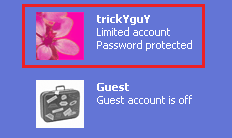 trickYguY
Limited account
Password protected
Guest
Guest account is off